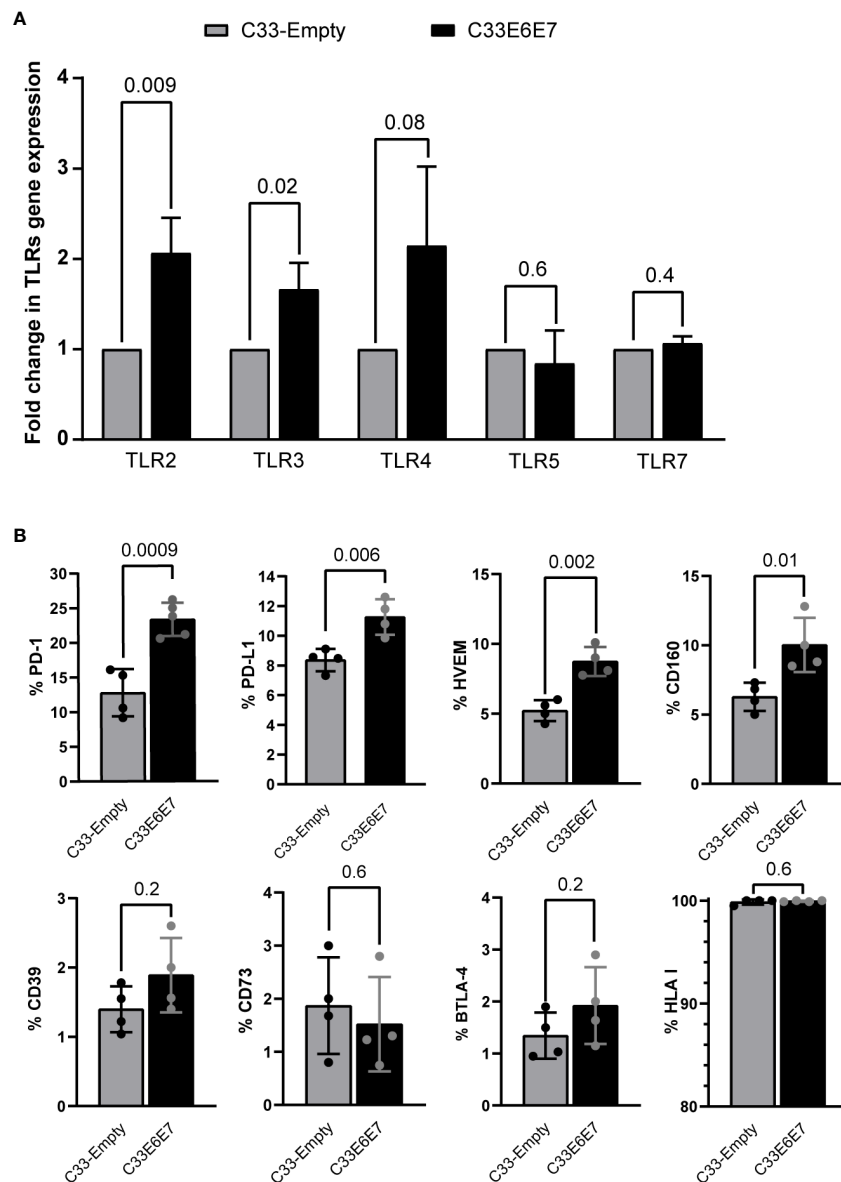 A
C33-Empty C33E6E7
Fold change in TLRs gene expression
4
3
2
1
0
0.009
0.02
0.08
0.6
0.4
TLR2 TLR3 TLR4 TLR5 TLR7
B
0.0009
% PD-1
30
25
20
15
10
5
0
C33-Empty C33E6E7
0.006
% PD-L1
14
12
10
8
6
4
2
0
C33-Empty C33E6E7
0.002
% HVEM
15
10
5
0
C33-Empty C33E6E7
0.01
% CD160
15
10
5
0
C33-Empty C33E6E7
0.2
% CD39
3
2
1
0
C33-Empty C33E6E7
0.6
% CD73
4
3
2
1
0
C33-Empty C33E6E7
0.2
% BTLA-4
4
3
2
1
0
C33-Empty C33E6E7
0.6
% HLA I
100
90
80
C33-Empty C33E6E7